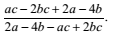 ac - 2bc + 2a - 4b
2a - 4b - ac + 2bc.